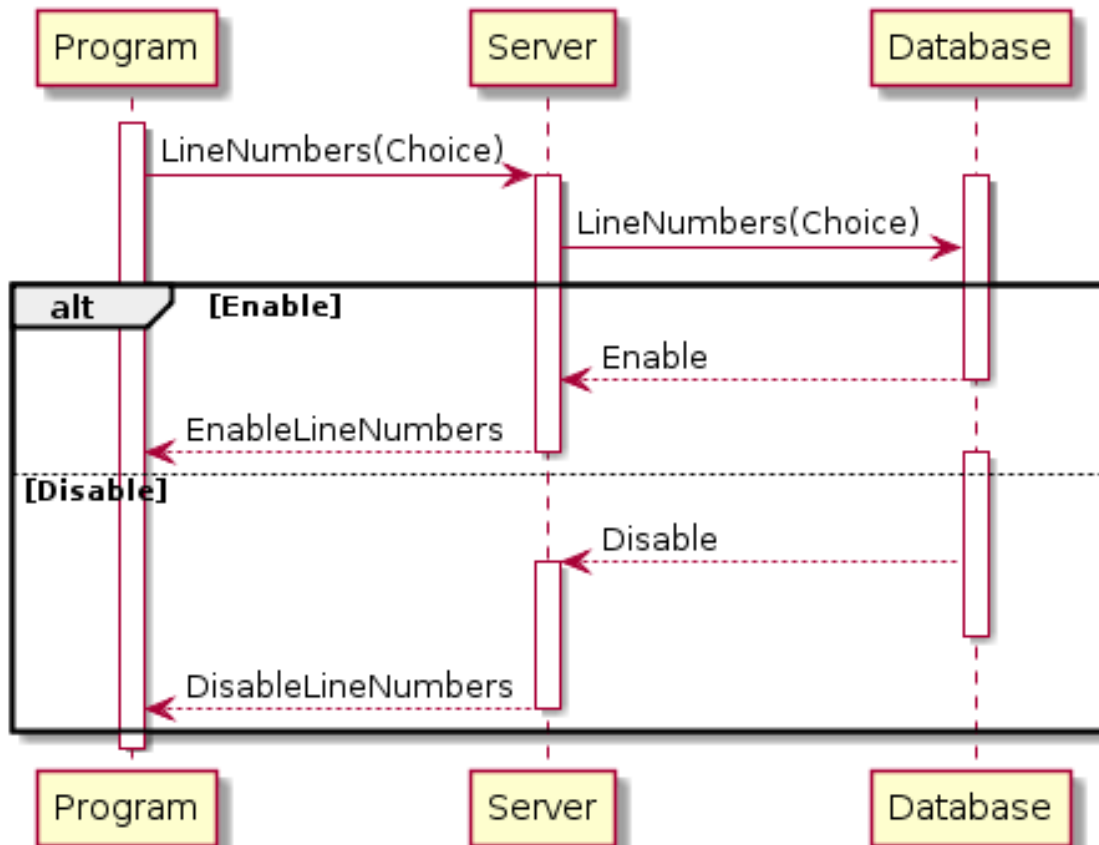 Program
Server
Database
LineNumbers(Choice)
LineNumbers(Choice)
alt
[Enable]
Enable
EnableLineNumbers
[Disable]
Disable
DisableLineNumbers
Program
Server
Database